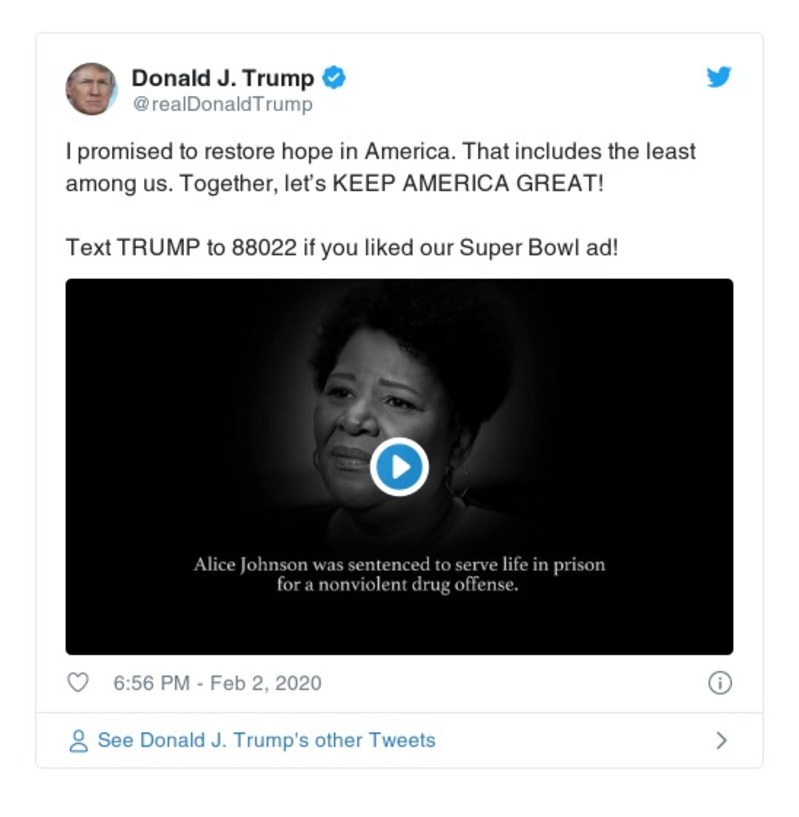 Donald J. Trump
@realDonaldTrump
I promised to restore hope in America. That includes the least
among us. Together, let’s KEEP AMERICA GREAT!
Text TRUMP to 88022 if you liked our Super Bowl ad!
Alice Johnson was sentenced to serve life in prison
for a nonviolent drug offense.
6:56 PM - Feb 2, 2020
See Donald J. Trump's other Tweets